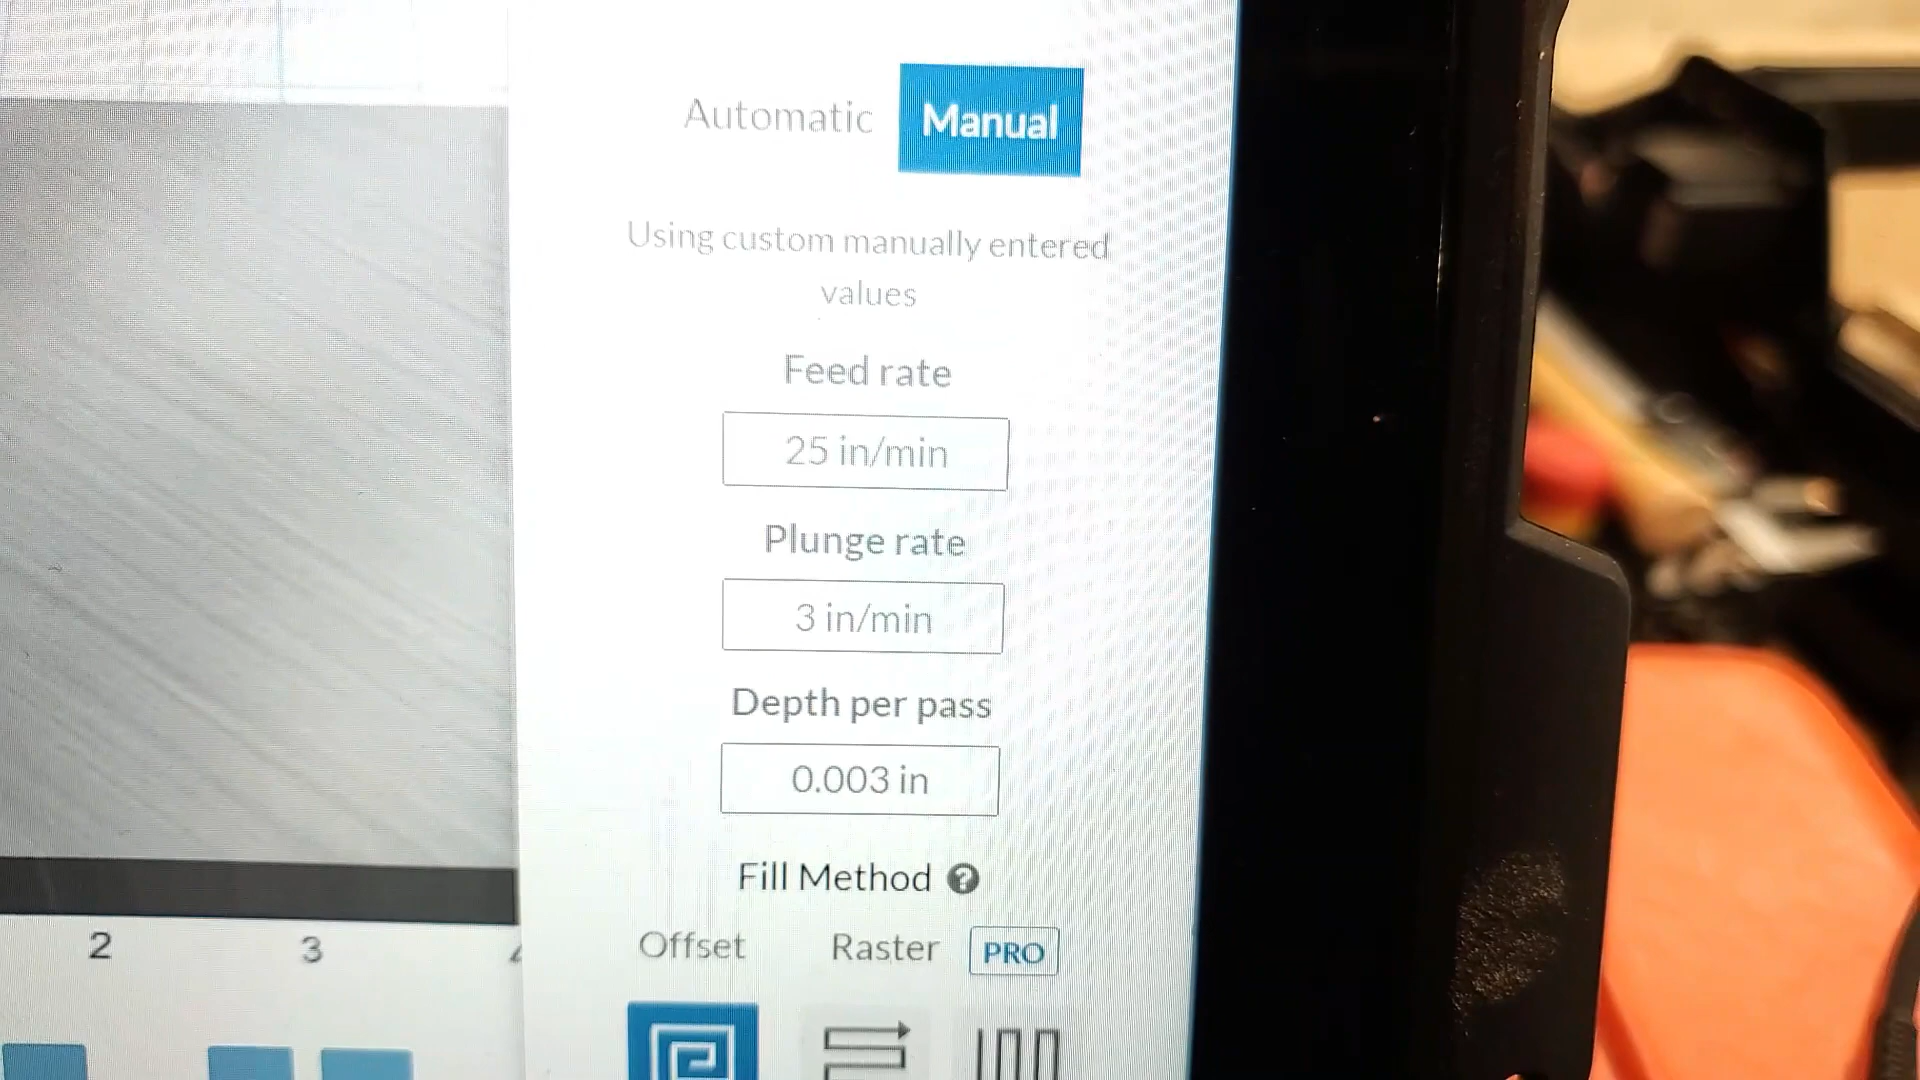 Automatic Manual
Using custom manually entered
values
Feed rate
25 in/min
Plunge rate
3 in/min
Depth per pass
0.003 in
Fill Method ?
2 3
Offset Raster PRO